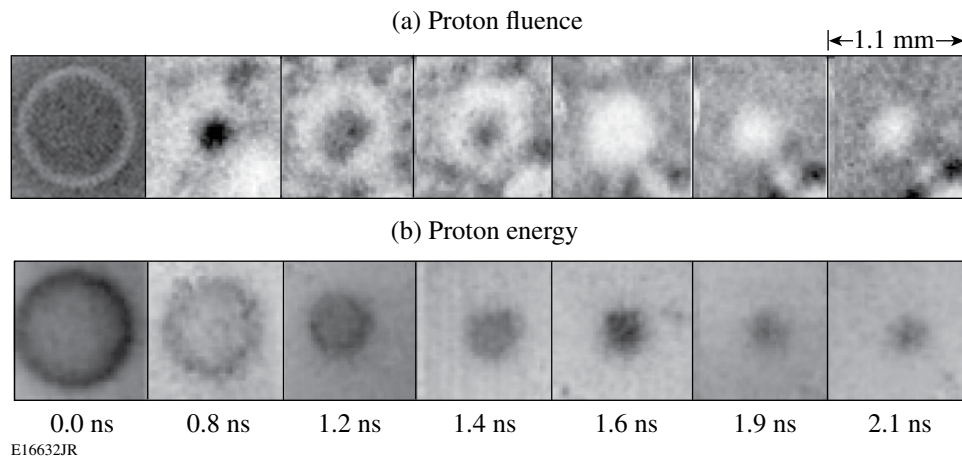 (a) Proton fluence
1.1 mm
(b) Proton energy
0.0 ns 0.8 ns 1.2 ns 1.4 ns 1.6 ns 1.9 ns 2.1 ns
E16632JR